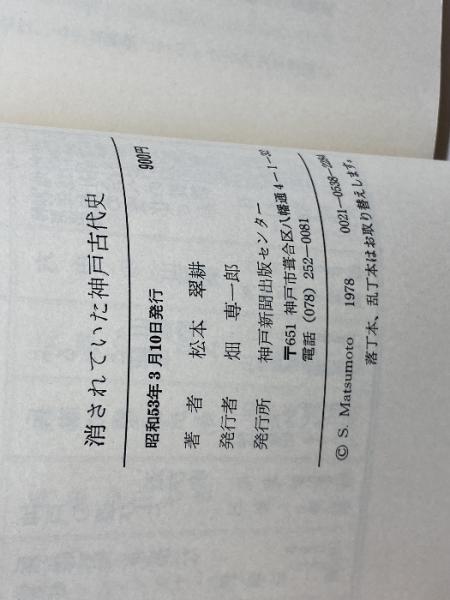 消されていた神戸古代史
昭和53年3月10日発行 900円
著者 松本 翠耕
発行者 畑 専一郎
発行所 神戸新聞出版センター
〒651 神戸市葺合区八幡通4-1-32
電話 (078) 252-0081
© S. Matsumoto 1978 0021-0538-2284
落丁本、乱丁本はお取り替えします。